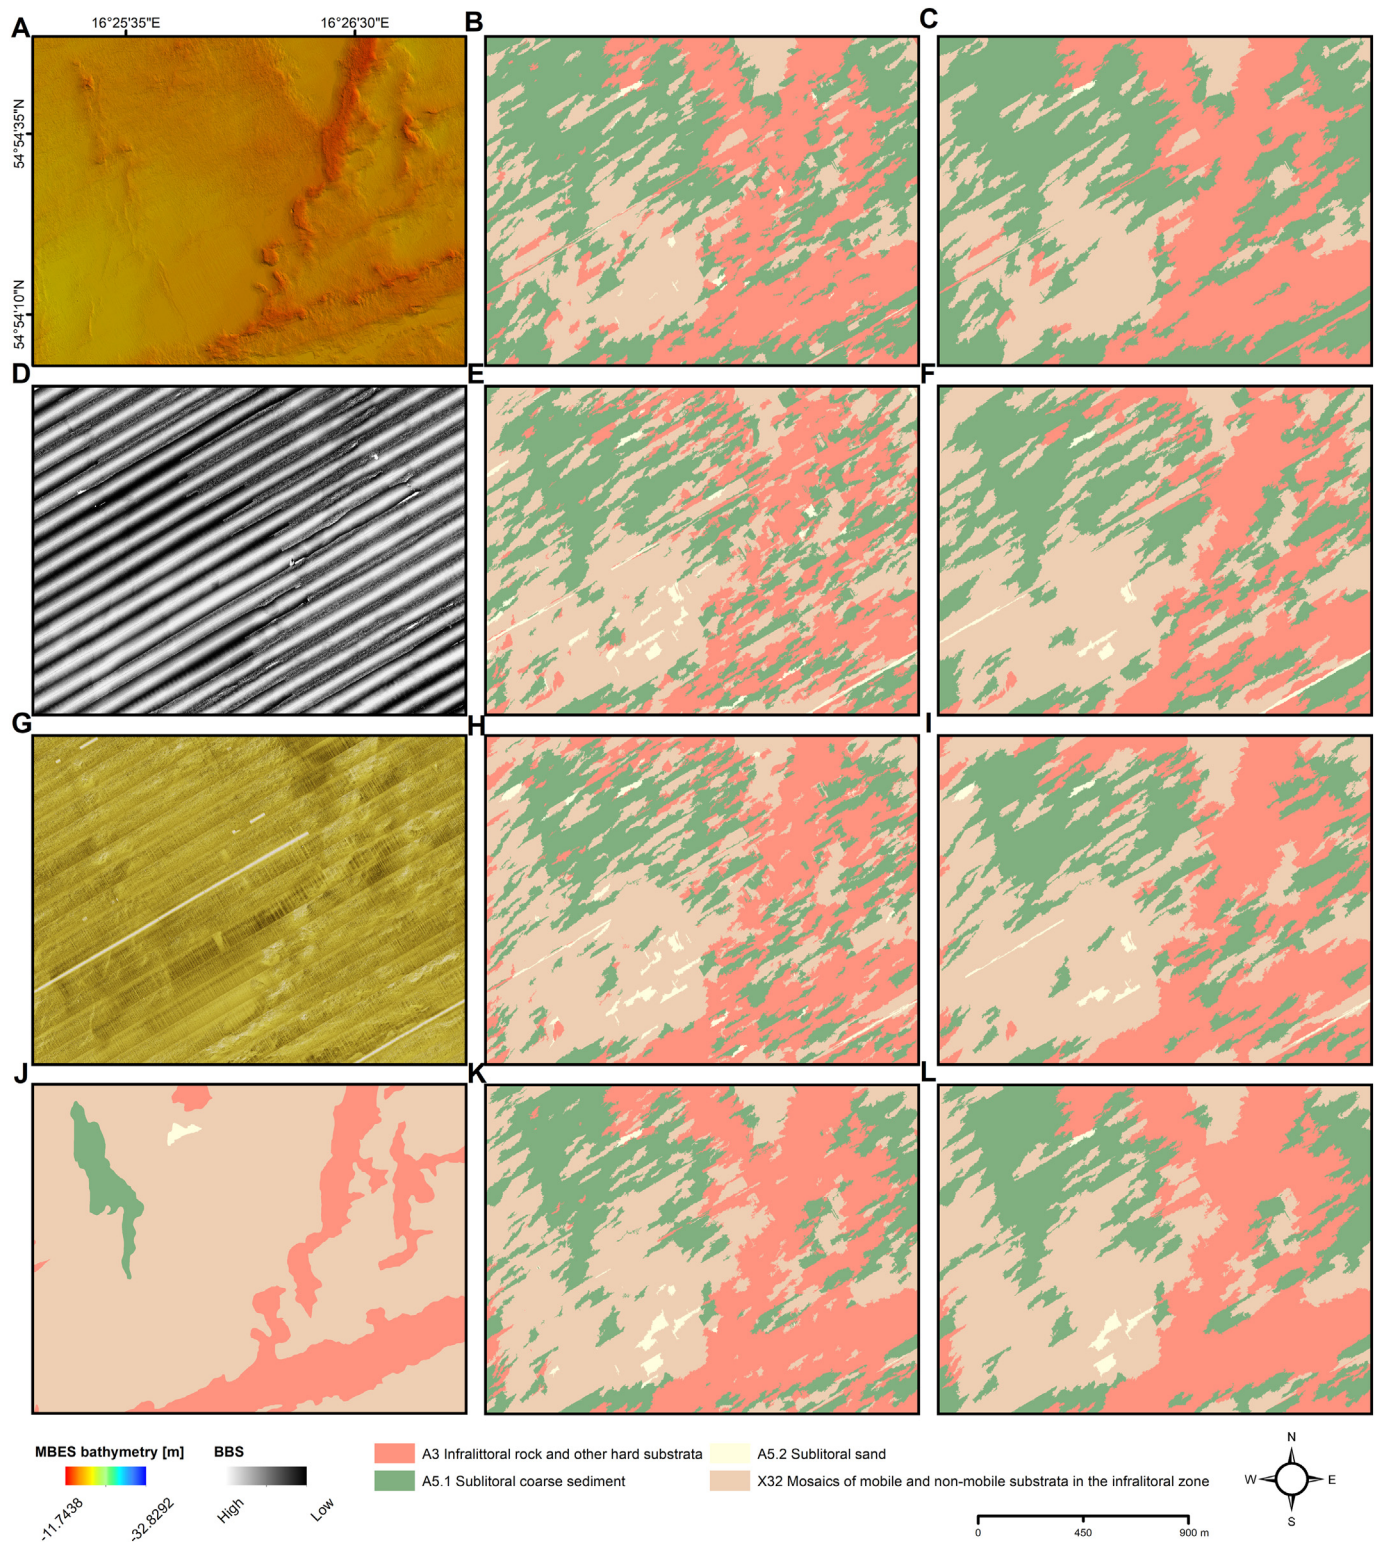 16°25'35"E
16°26'30"E
A
B
C
54°54'35"N
54°54'10"N
D
E
F
G
H
I
J
K
L
MBES bathymetry [m]
-11.7438
-32.8292
BBS
High
Low
A3 Infralittoral rock and other hard substrata
A5.1 Sublitoral coarse sediment
A5.2 Sublitoral sand
X32 Mosaics of mobile and non-mobile substrata in the infralitoral zone
N
W
E
S
0
450
900 m